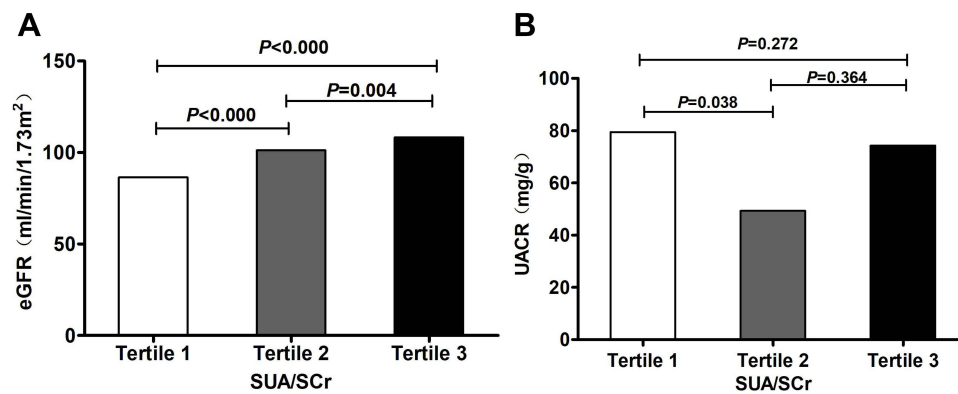 A
P<0.000
P=0.004
P<0.000
150
100
50
0
eGFR（ml/min/1.73m²）
Tertile 1 Tertile 2 Tertile 3
SUA/SCr
B
P=0.272
P=0.364
P=0.038
100
80
60
40
20
0
UACR（mg/g）
Tertile 1 Tertile 2 Tertile 3
SUA/SCr